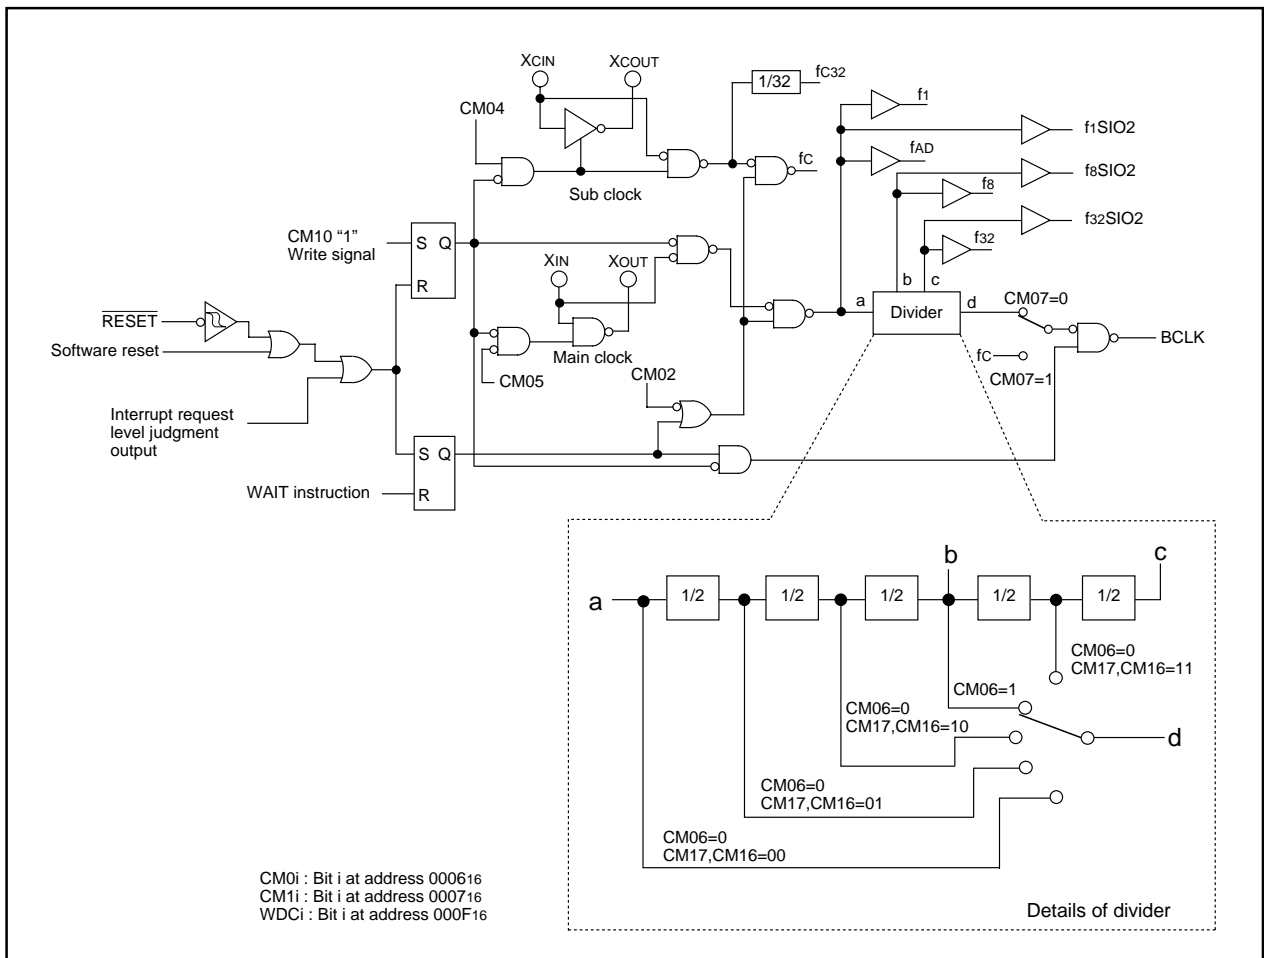 XCIN
XCOUT
1/32
fC32
CM04
f1
f1SIO2
fAD
fC
f8SIO2
f8
Sub clock
f32SIO2
f32
CM10 “1”
Write signal
S Q
R
XIN
XOUT
b c
a
Divider
d
CM07=0
BCLK
fC
CM07=1
RESET
Software reset
Main clock
CM05
CM02
Interrupt request
level judgment
output
S Q
R
WAIT instruction
b
c
a
1/2
1/2
1/2
1/2
1/2
CM06=0
CM17,CM16=11
CM06=1
CM06=0
CM17,CM16=10
d
CM06=0
CM17,CM16=01
CM06=0
CM17,CM16=00
CM0i : Bit i at address 000616
CM1i : Bit i at address 000716
WDCi : Bit i at address 000F16
Details of divider